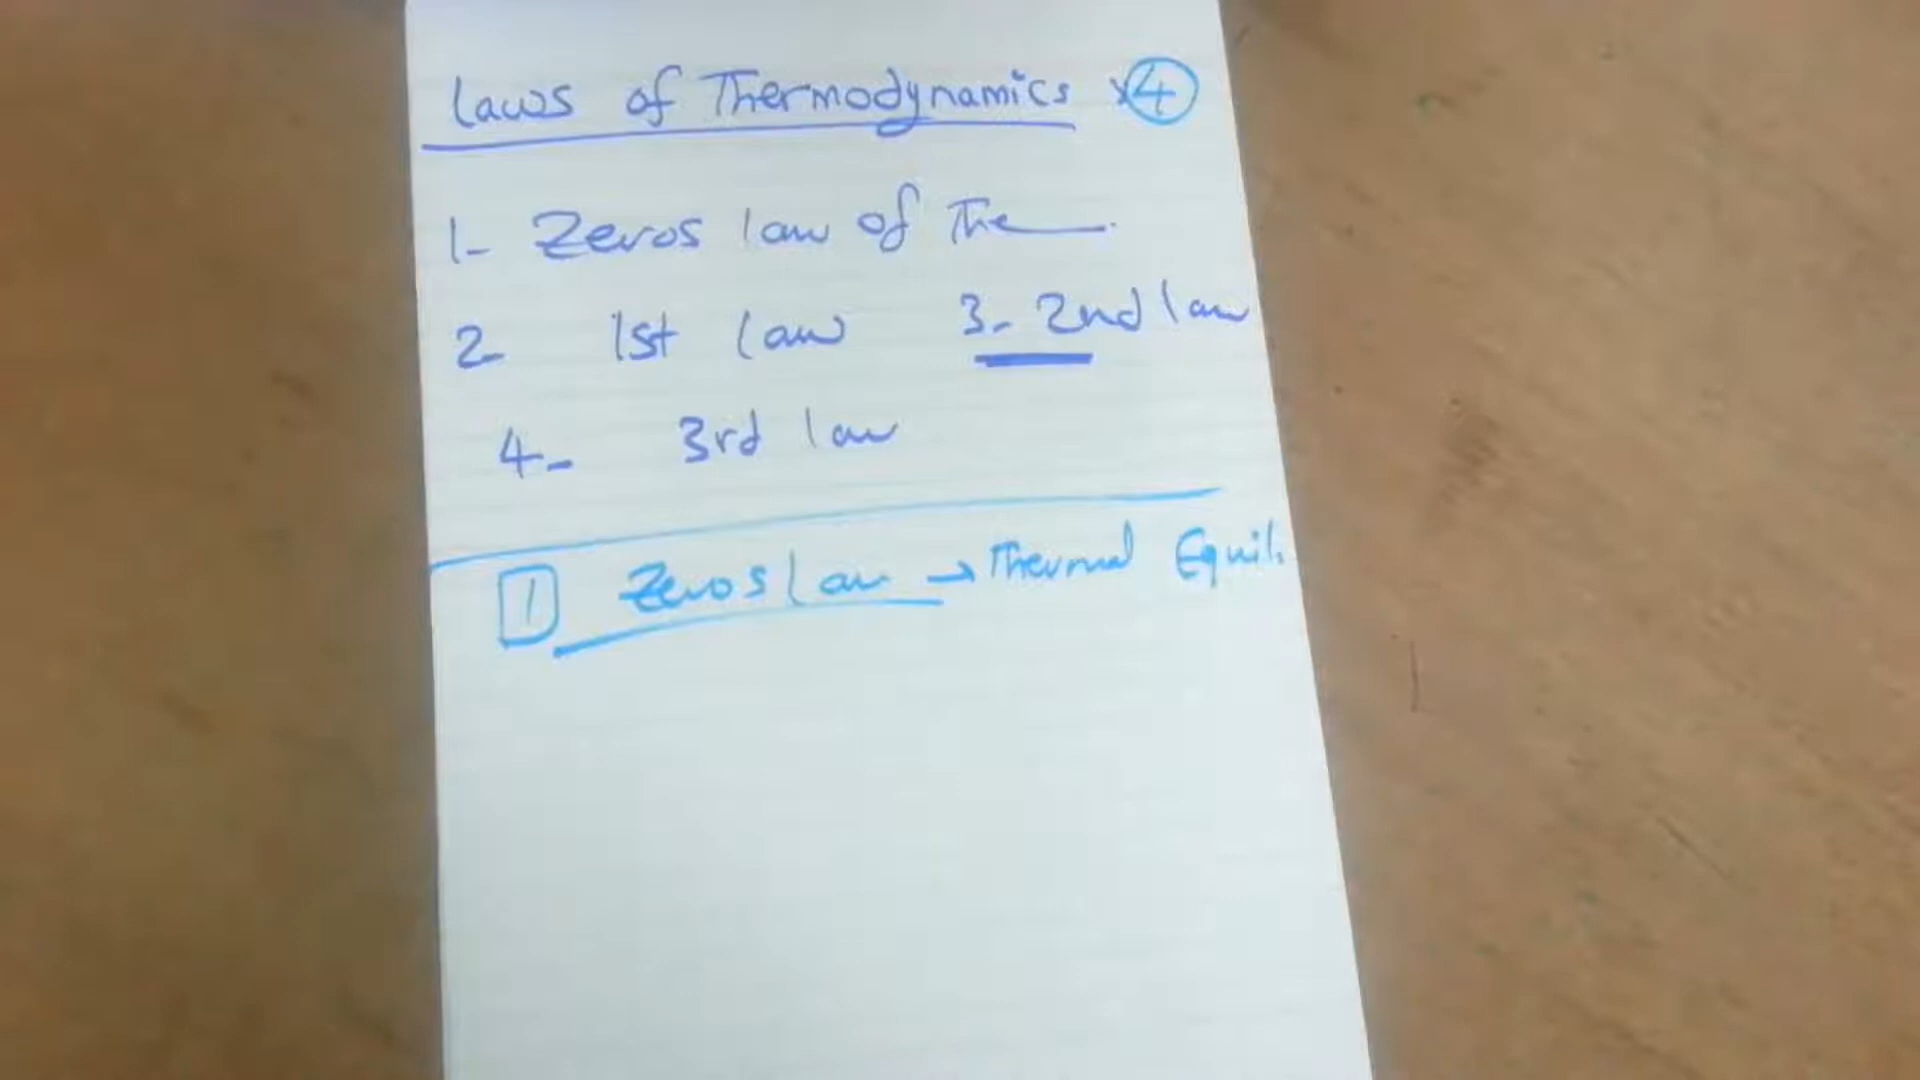 Laws of Thermodynamics x4
1- Zeros law of The
2- 1st law 3- 2nd law
4- 3rd law
1 Zeros law → Thermal Equil.